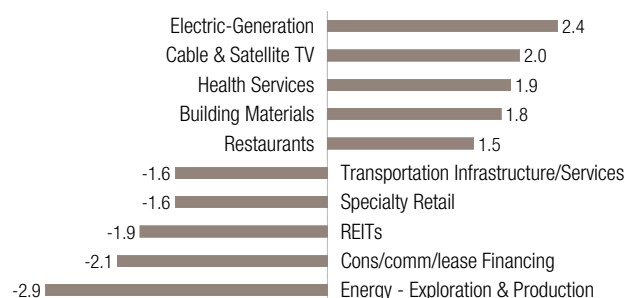 Electric-Generation 2.4
Cable & Satellite TV 2.0
Health Services 1.9
Building Materials 1.8
Restaurants 1.5
-1.6 Transportation Infrastructure/Services
-1.6 Specialty Retail
-1.9 REITs
-2.1 Cons/comm/lease Financing
-2.9 Energy - Exploration & Production